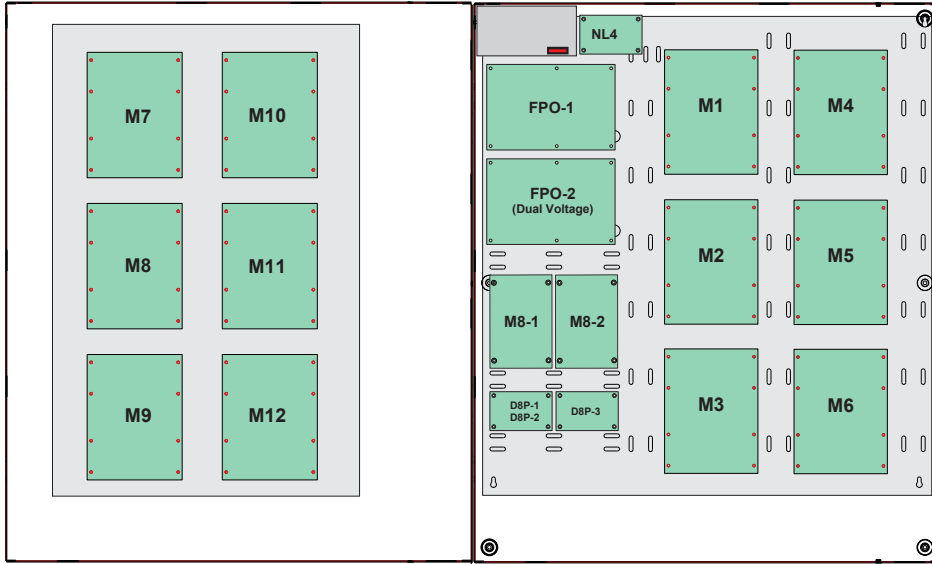 M7
M10
M8
M11
M9
M12
NL4
FPO-1
FPO-2
(Dual Voltage)
M8-1
M8-2
D8P-1
D8P-2
D8P-3
M1
M4
M2
M5
M3
M6